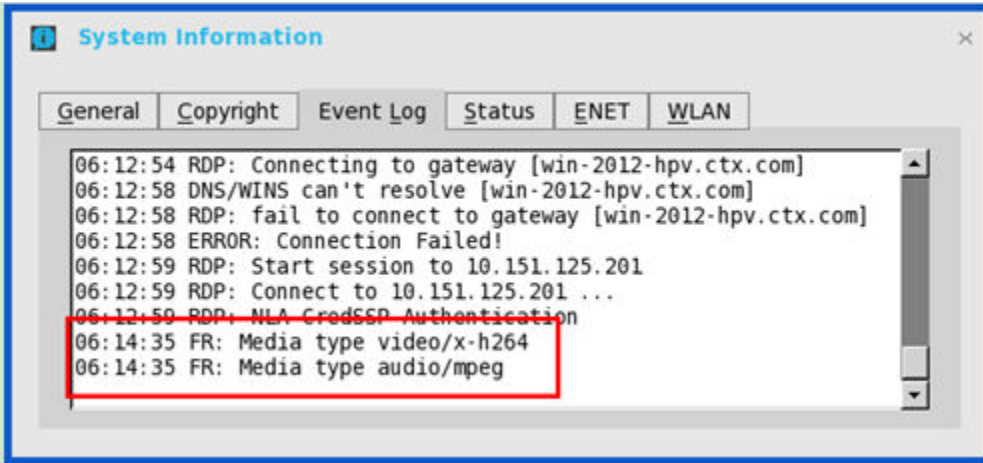 System Information
General Copyright Event Log Status ENET WLAN
06:12:54 RDP: Connecting to gateway [win-2012-hpv.ctx.com]
06:12:58 DNS/WINS can't resolve [win-2012-hpv.ctx.com]
06:12:58 RDP: fail to connect to gateway [win-2012-hpv.ctx.com]
06:12:58 ERROR: Connection Failed!
06:12:59 RDP: Start session to 10.151.125.201
06:12:59 RDP: Connect to 10.151.125.201 ...
06:12:59 RDP: NLA CredSSP Authentication
06:14:35 FR: Media type video/x-h264
06:14:35 FR: Media type audio/mpeg